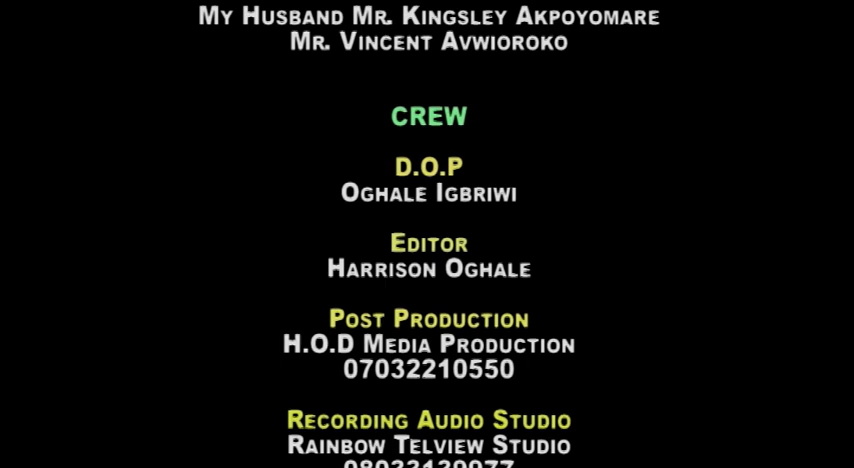 My Husband Mr. Kingsley Akpoyomare
Mr. Vincent Avwioroko
CREW
D.O.P
Oghale Igbriwi
Editor
Harrison Oghale
Post Production
H.O.D Media Production
07032210550
Recording Audio Studio
Rainbow Telview Studio